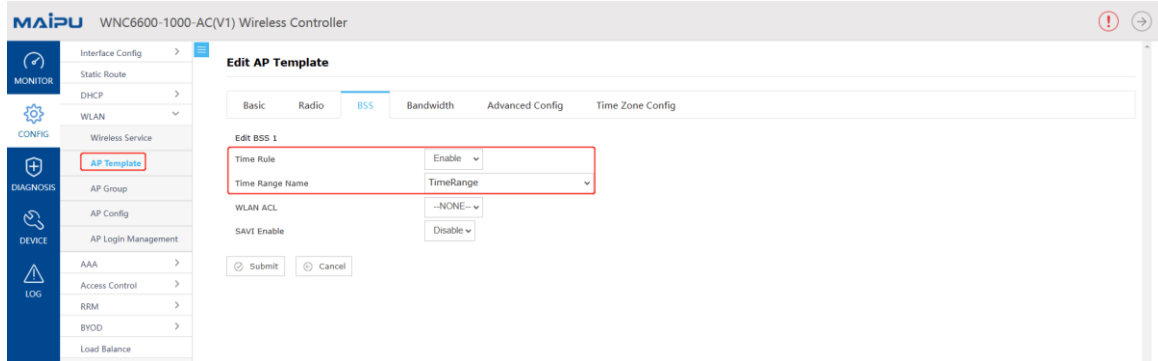 MAIPU WNC6600-1000-AC(V1) Wireless Controller
MONITOR
CONFIG
DIAGNOSIS
DEVICE
LOG
Interface Config
Static Route
DHCP
WLAN
Wireless Service
AP Template
AP Group
AP Config
AP Login Management
AAA
Access Control
RRM
BYOD
Load Balance
Edit AP Template
Basic Radio BSS Bandwidth Advanced Config Time Zone Config
Edit BSS 1
Time Rule Enable
Time Range Name TimeRange
WLAN ACL --NONE--
SAVI Enable Disable
Submit Cancel